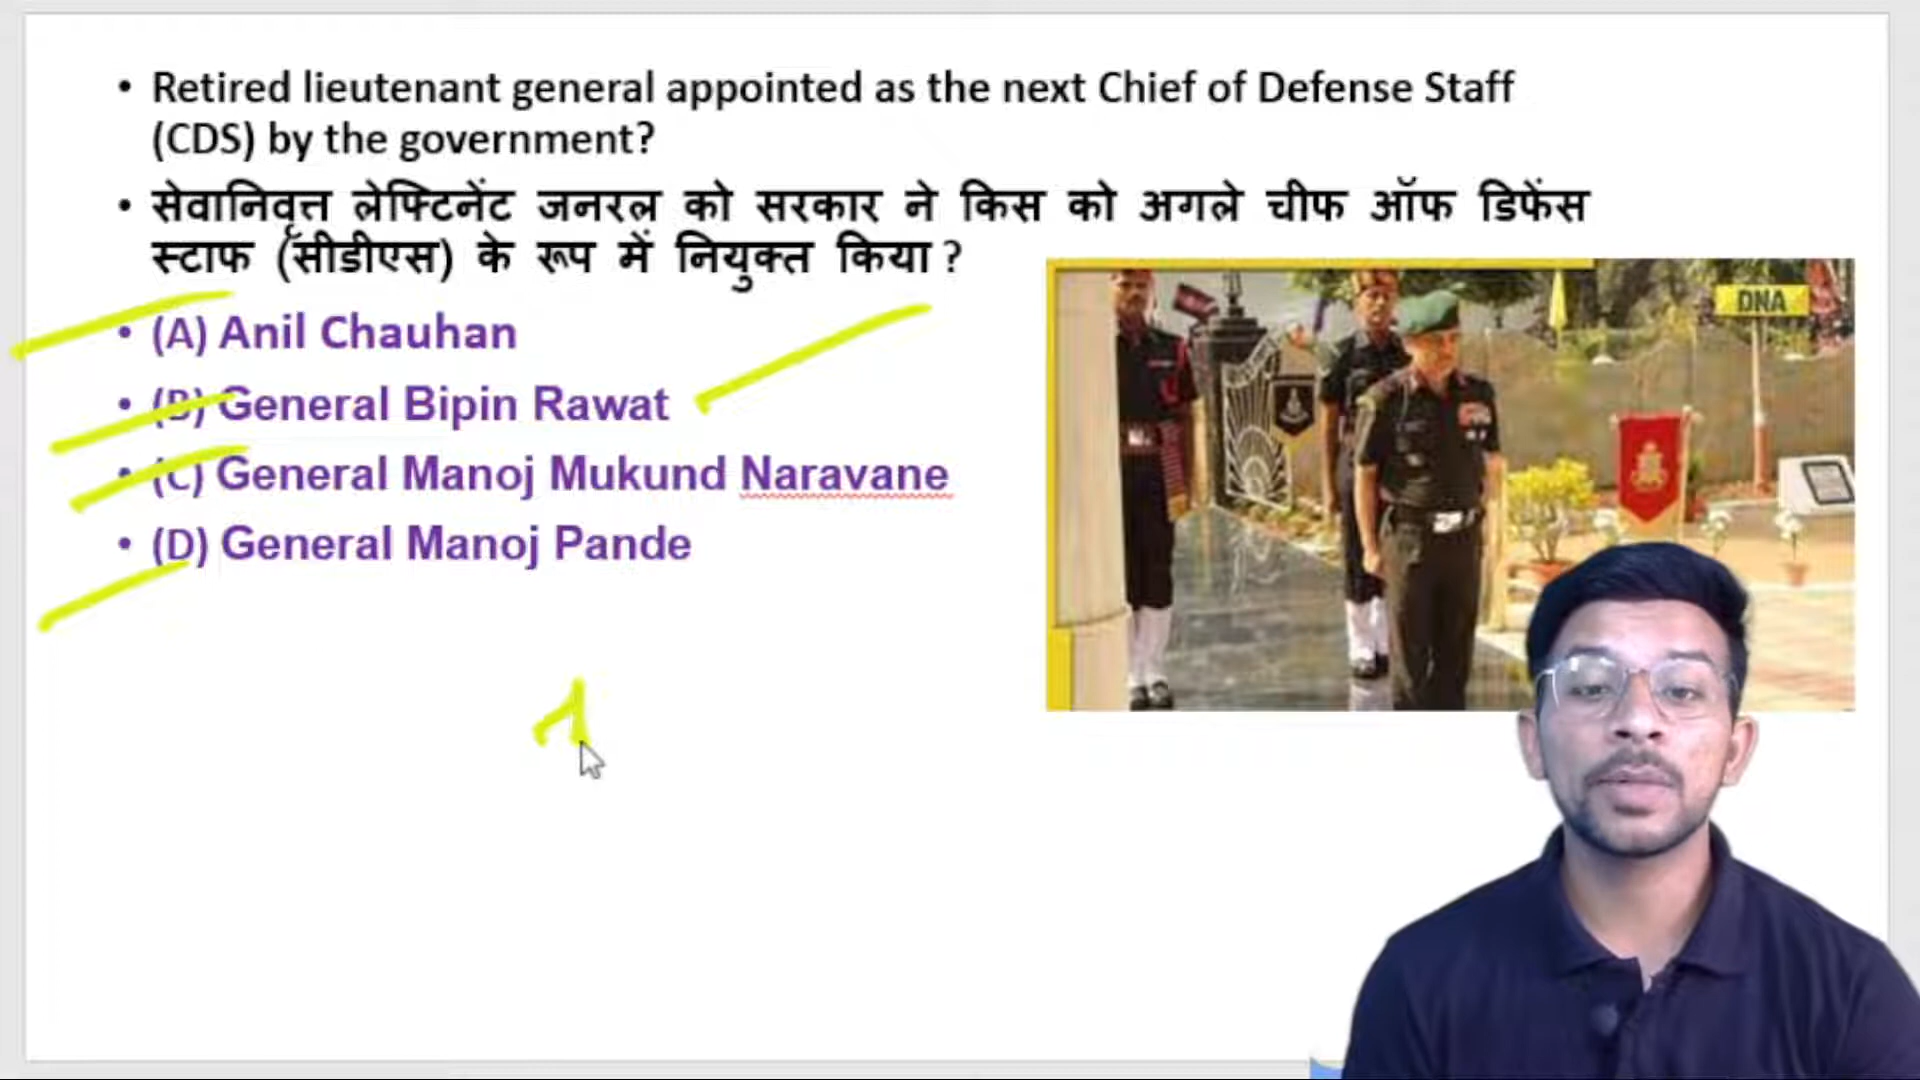 • Retired lieutenant general appointed as the next Chief of Defense Staff
(CDS) by the government?
• सेवानिवृत्त लेफ्टिनेंट जनरल को सरकार ने किस को अगले चीफ ऑफ डिफेंस
स्टाफ (सीडीएस) के रूप में नियुक्त किया ?
• (A) Anil Chauhan
• (B) General Bipin Rawat
• (C) General Manoj Mukund Naravane
• (D) General Manoj Pande
DNA
1